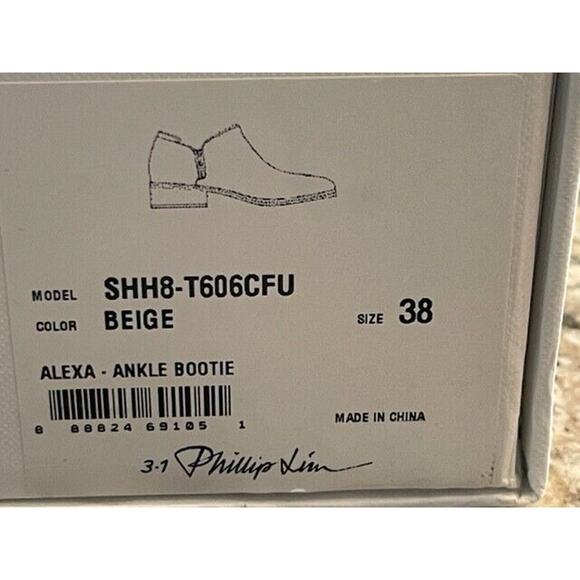 MODEL SHH8-T606CFU
COLOR BEIGE SIZE 38
ALEXA - ANKLE BOOTIE
8 88824 69105 1
MADE IN CHINA
3.1 Phillip Lim